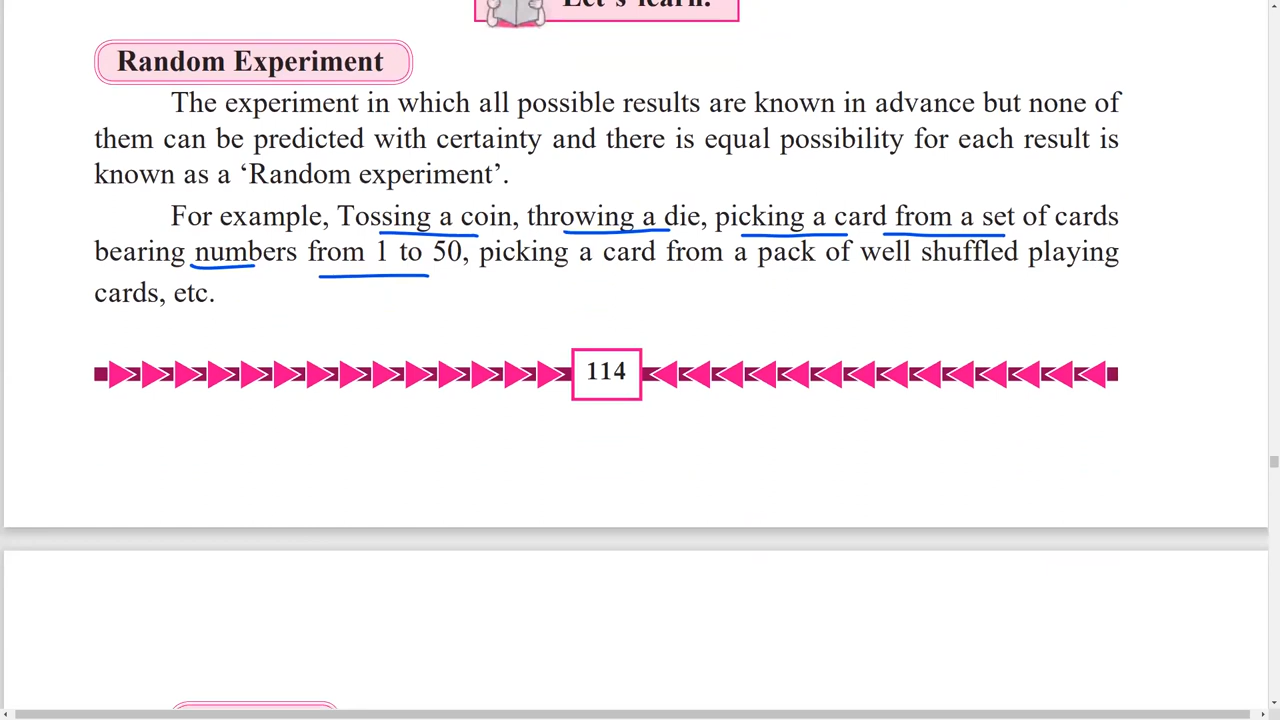 Let's learn.
Random Experiment
The experiment in which all possible results are known in advance but none of
them can be predicted with certainty and there is equal possibility for each result is
known as a ‘Random experiment’.
For example, Tossing a coin, throwing a die, picking a card from a set of cards
bearing numbers from 1 to 50, picking a card from a pack of well shuffled playing
cards, etc.
114